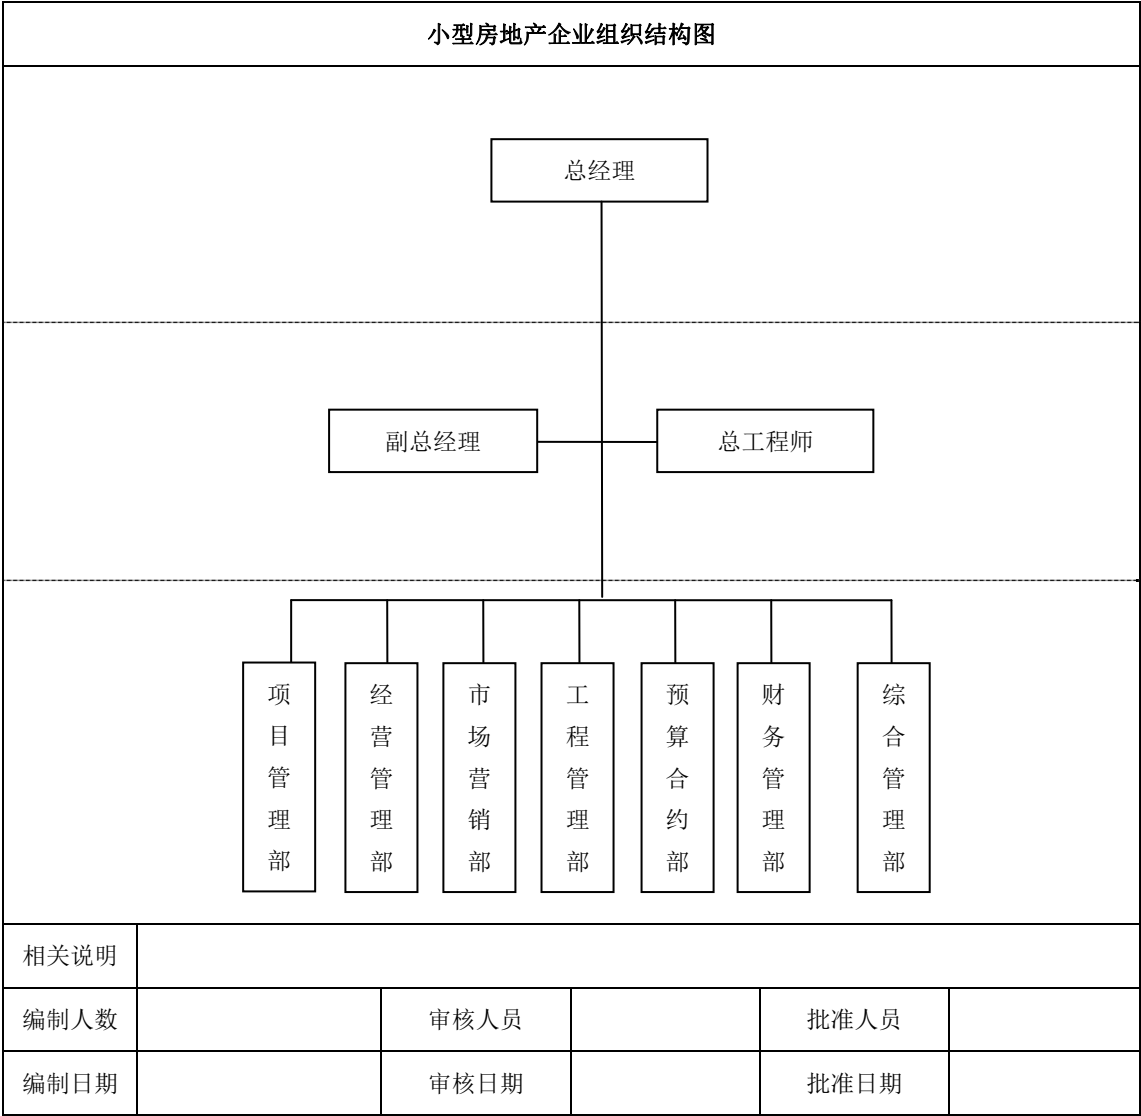 小型房地产企业组织结构图
总经理
副总经理
总工程师
项目管理部
经营管理部
市场营销部
工程管理部
预算合约部
财务管理部
综合管理部
相关说明
编制人数 审核人员 批准人员
编制日期 审核日期 批准日期